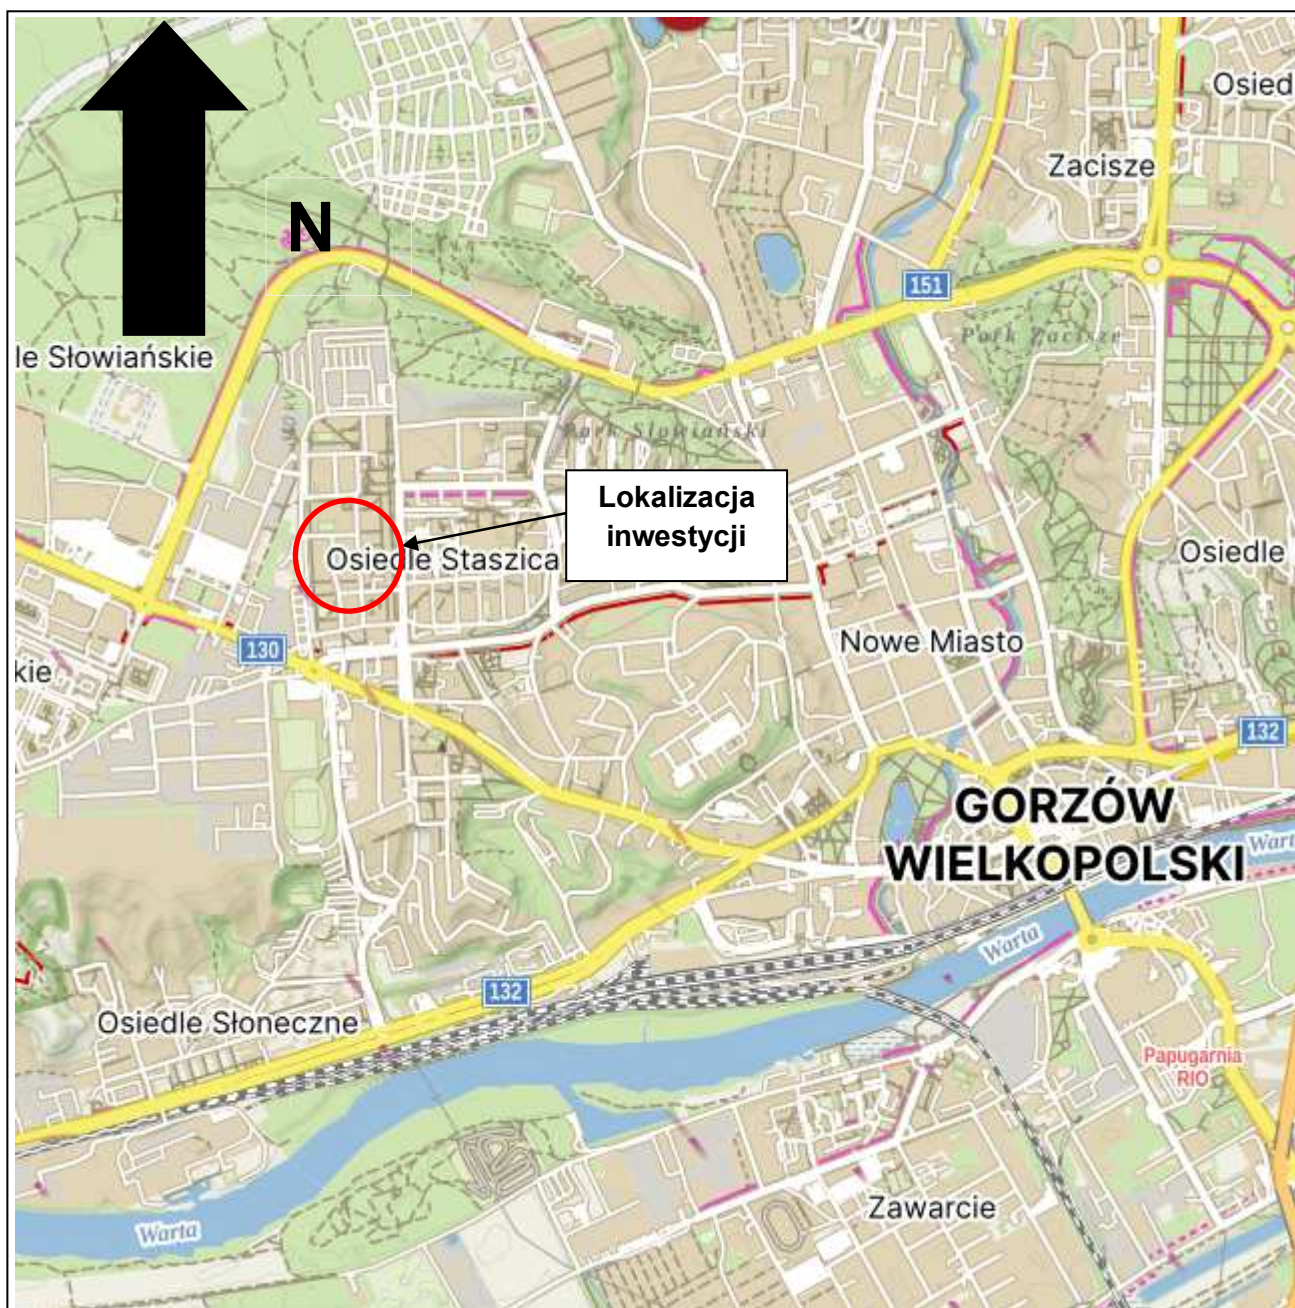 Osied
Zacisze
N
151
Park Zacisze
le Słowiańskie
Park Słowiański
Lokalizacja
inwestycji
Osiedle Staszica
Osiedle
130
Nowe Miasto
kie
132
GORZÓW
WIELKOPOLSKI
Warta
Warta
132
Osiedle Słoneczne
Papugarnia
RIO
Zawarcie
Warta